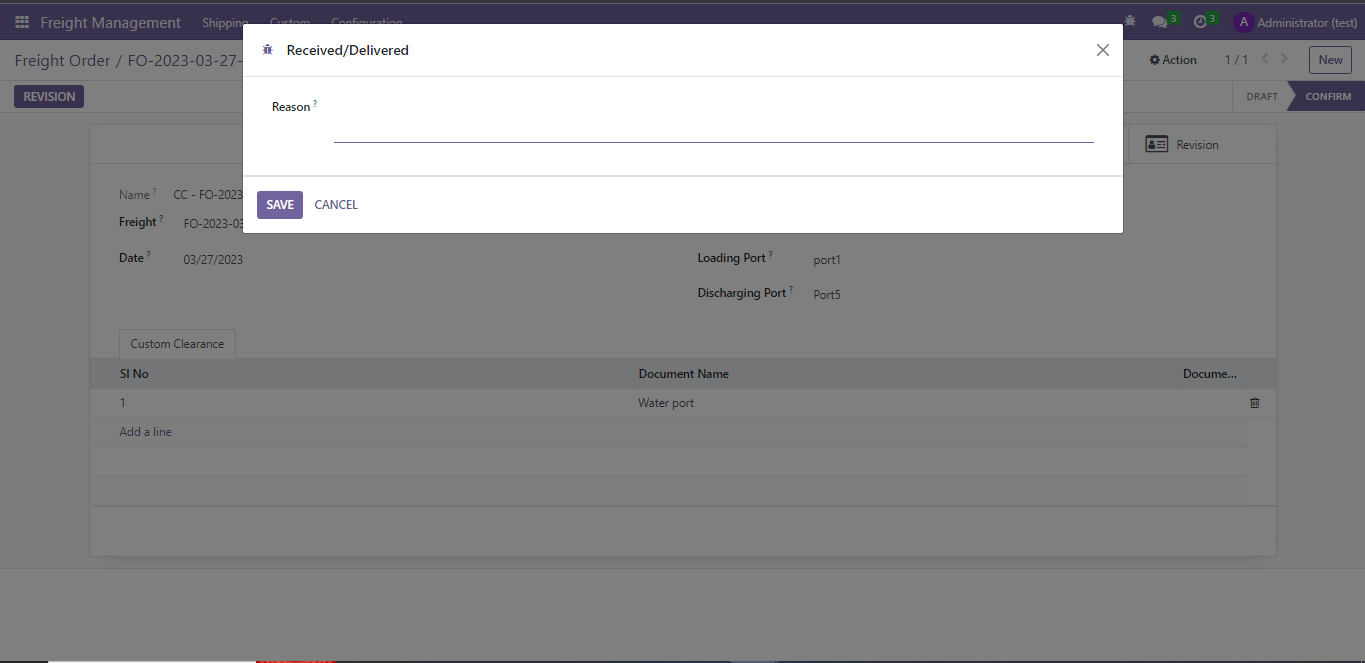 Freight Management Shipping Custom Configuration 3 3 A Administrator (test)
Freight Order / FO-2023-03-27- Action 1 / 1 New
REVISION DRAFT CONFIRM
Received/Delivered
Reason ?
SAVE CANCEL
Revision
Name ? CC - FO-2023
Freight ? FO-2023-03
Date ? 03/27/2023 Loading Port ? port1
Discharging Port ? Port5
Custom Clearance
Sl No Document Name Docume...
1 Water port
Add a line